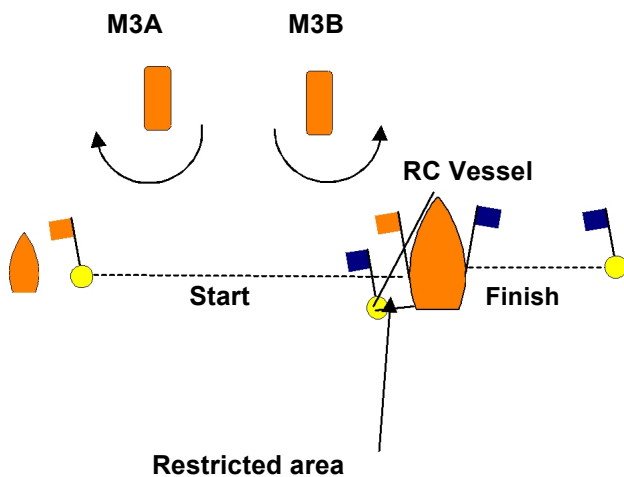 M3A
M3B
RC Vessel
Start
Finish
Restricted area